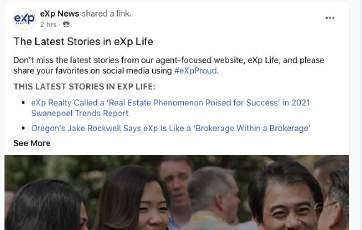 eXp
eXp News shared a link.
2 hrs ·
The Latest Stories in eXp Life
Don't miss the latest stories from our agent-focused website, eXp Life, and please
share your favorites on social media using #eXpProud.
THIS LATEST STORIES IN EXP LIFE:
• eXp Realty Called a ‘Real Estate Phenomenon Poised for Success’ in 2021
Swanepoel Trends Report
• Oregon's Jake Rockwell Says eXp Is Like a ‘Brokerage Within a Brokerage’
See More